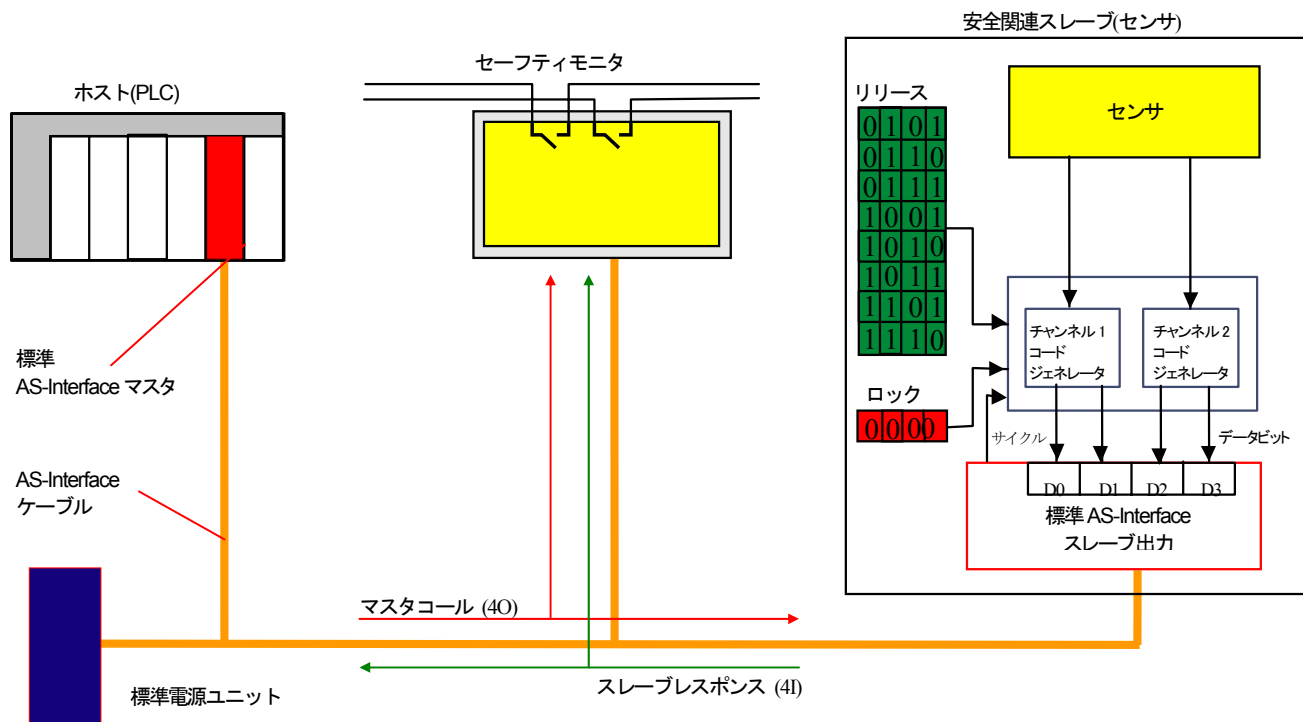 安全関連スレーブ(センサ)
セーフティモニタ
ホスト(PLC)
リリース
センサ
0101
0110
0111
1001
1010
1011
1101
1110
チャンネル 1
コード
ジェネレータ
チャンネル 2
コード
ジェネレータ
標準
AS-Interface マスタ
ロック
0000
サイクル
データビット
AS-Interface
ケーブル
D0 D1 D2 D3
標準 AS-Interface
スレーブ出力
マスタコール (4O)
スレーブレスポンス (4I)
標準電源ユニット